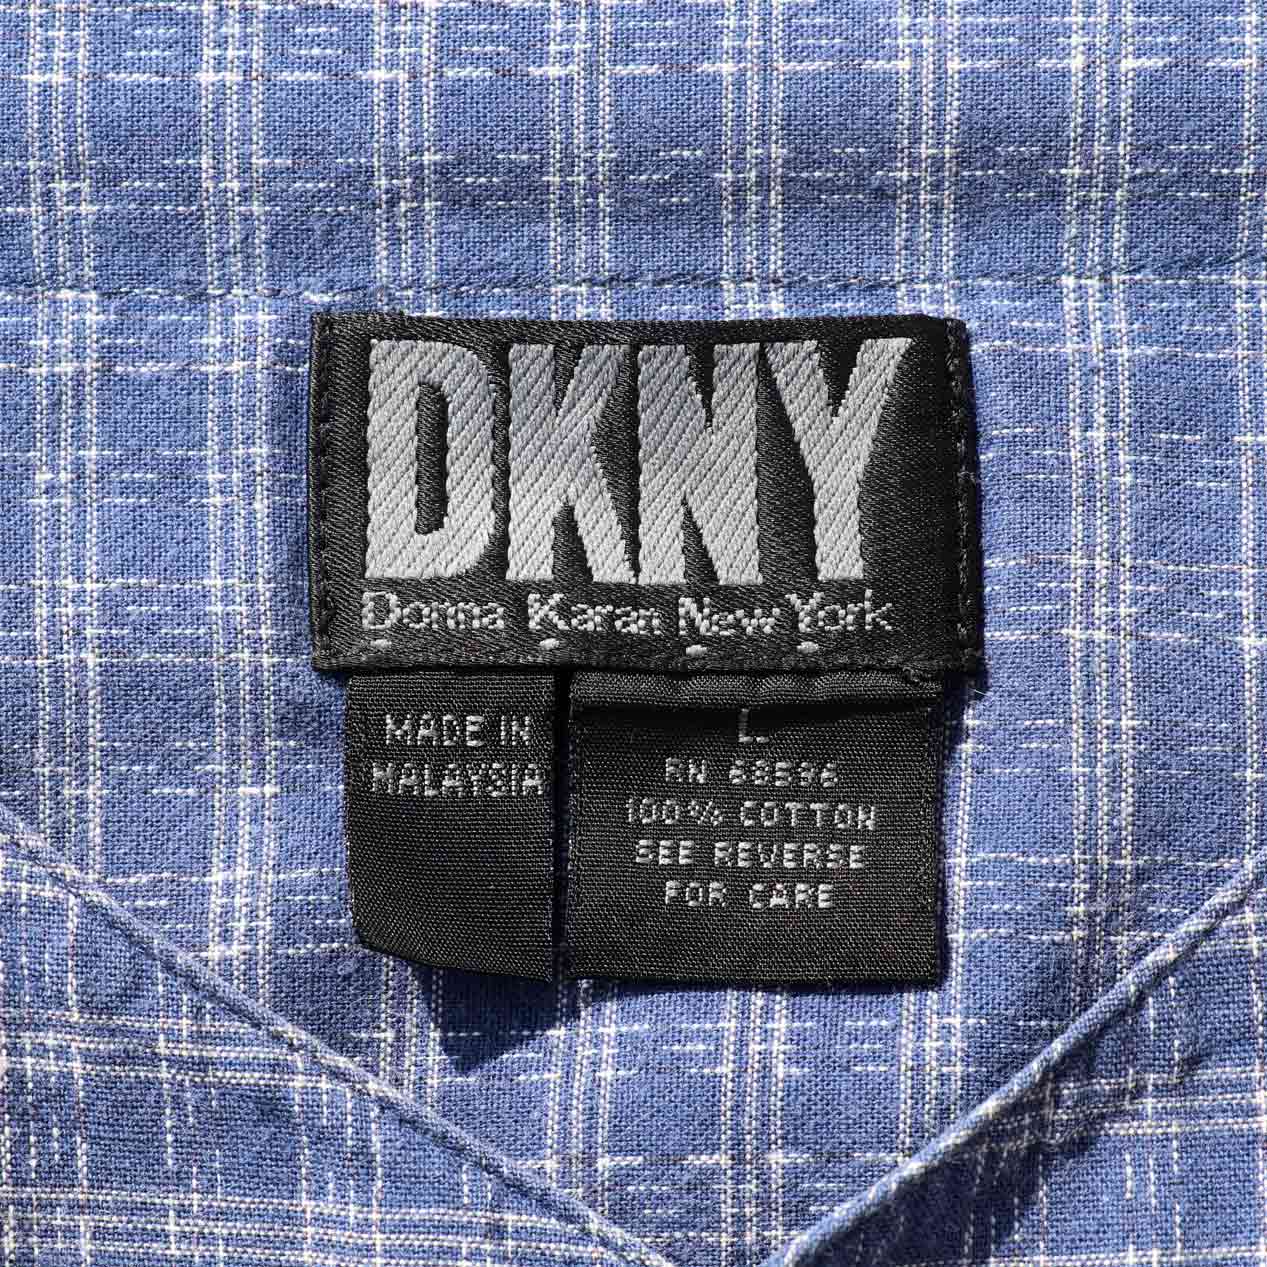 DKNY
Donna Karan New York
MADE IN
MALAYSIA
L
RN 68596
100% COTTON
SEE REVERSE
FOR CARE